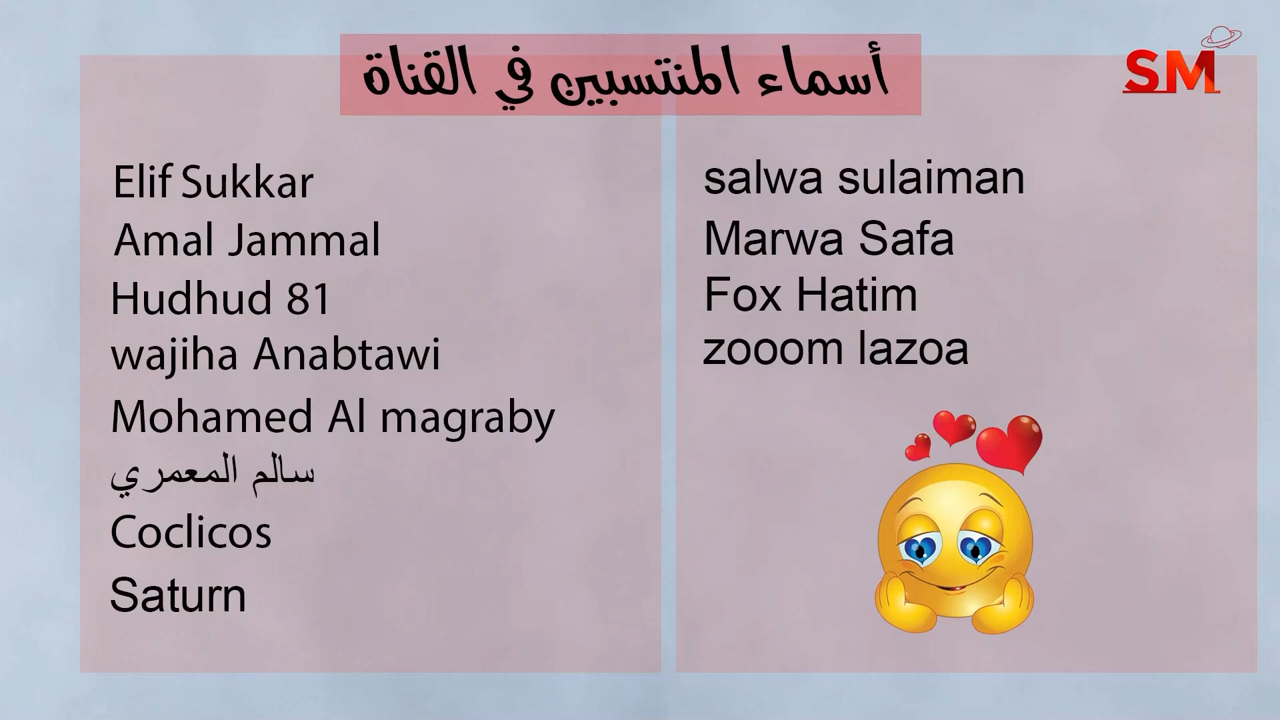 أسماء المنتسبين في القناة
SM
Elif Sukkar
Amal Jammal
Hudhud 81
wajiha Anabtawi
Mohamed Al magraby
سالم المعمري
Coclicos
Saturn
salwa sulaiman
Marwa Safa
Fox Hatim
zooom lazoa